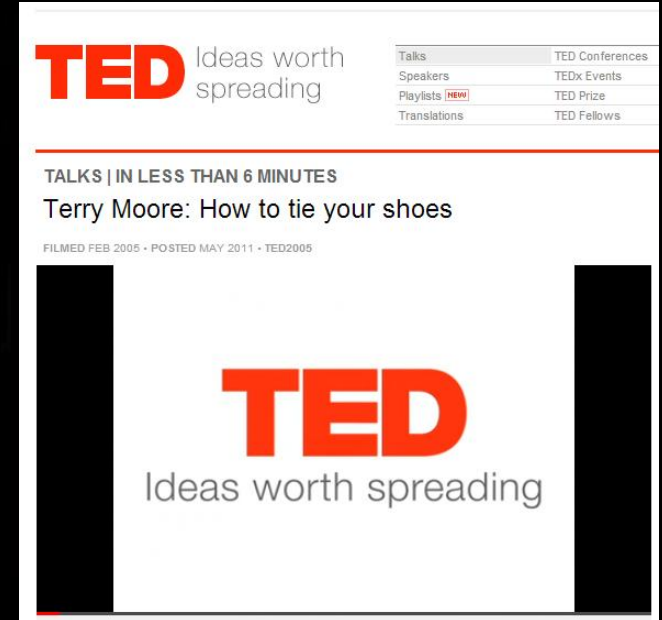 TED Ideas worth
spreading
Talks TED Conferences
Speakers TEDx Events
Playlists NEW TED Prize
Translations TED Fellows
TALKS | IN LESS THAN 6 MINUTES
Terry Moore: How to tie your shoes
FILMED FEB 2005 • POSTED MAY 2011 • TED2005
TED
Ideas worth spreading